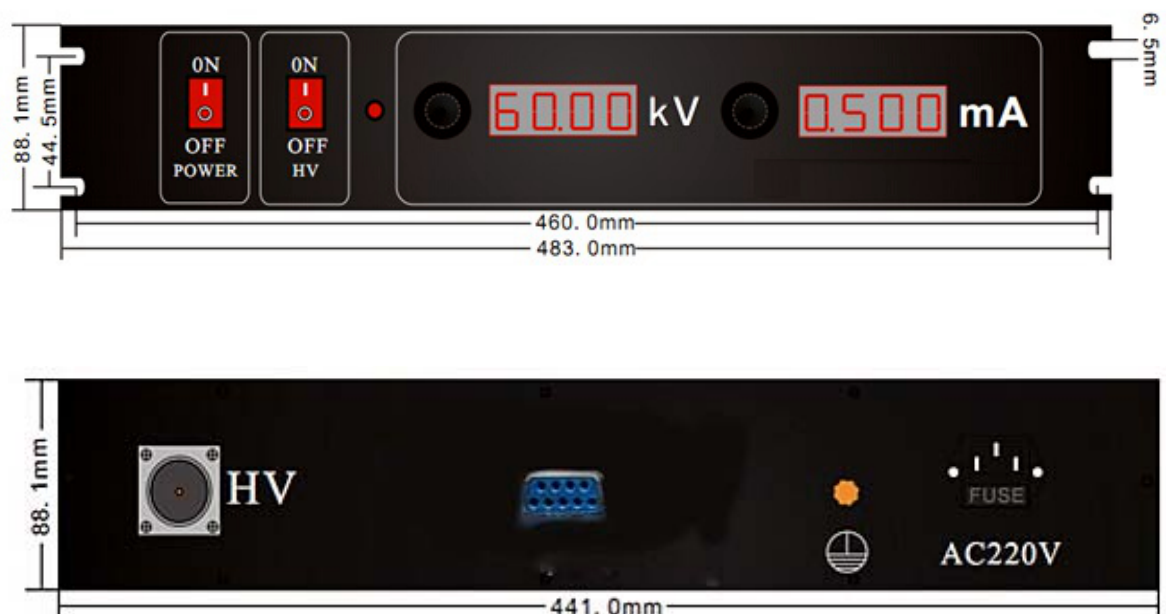 0N
OFF
POWER
0N
OFF
HV
60.00 kV
0.500 mA
6.5mm
88.1mm
44.5mm
460.0mm
483.0mm
88.1mm
HV
FUSE
AC220V
441.0mm